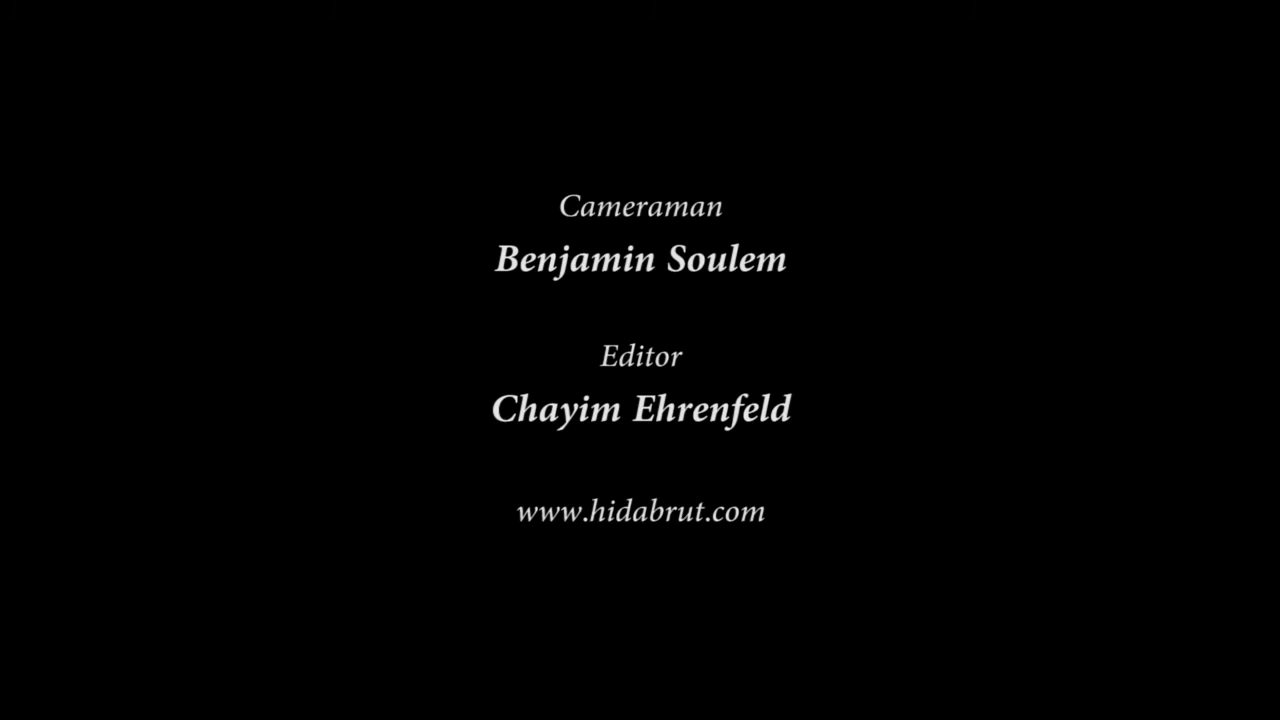 Cameraman
Benjamin Soulem
Editor
Chayim Ehrenfeld
www.hidabrut.com